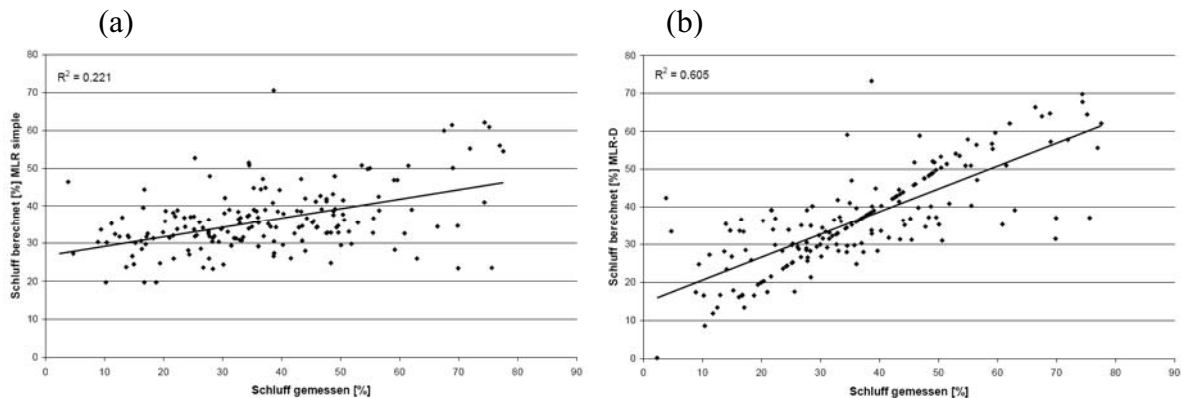 (a)
(b)
R² = 0.221
Schluff berechnet [%] MLR simple
80
70
60
50
40
30
20
10
0
0 10 20 30 40 50 60 70 80 90
Schluff gemessen [%]
R² = 0.605
Schluff berechnet [%] MLR-D
80
70
60
50
40
30
20
10
0
0 10 20 30 40 50 60 70 80 90
Schluff gemessen [%]